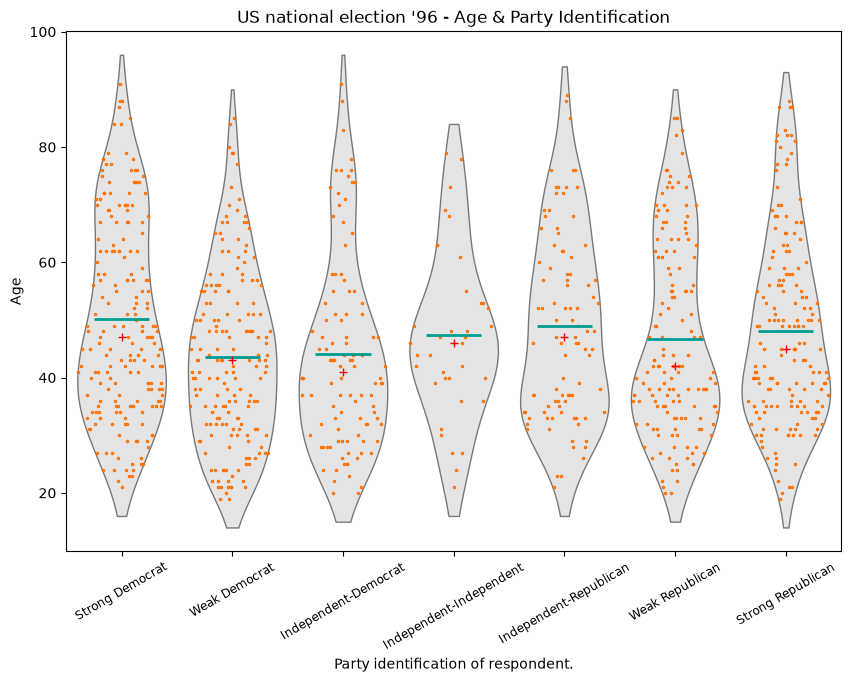 US national election '96 - Age & Party Identification
100
80
60
40
20
Age
Strong Democrat
Weak Democrat
Independent-Democrat
Independent-Independent
Independent-Republican
Weak Republican
Strong Republican
Party identification of respondent.